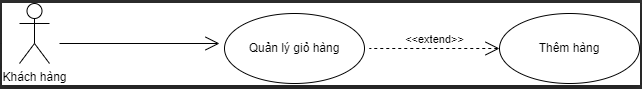 Khách hàng
Quản lý giỏ hàng
<<extend>>
Thêm hàng